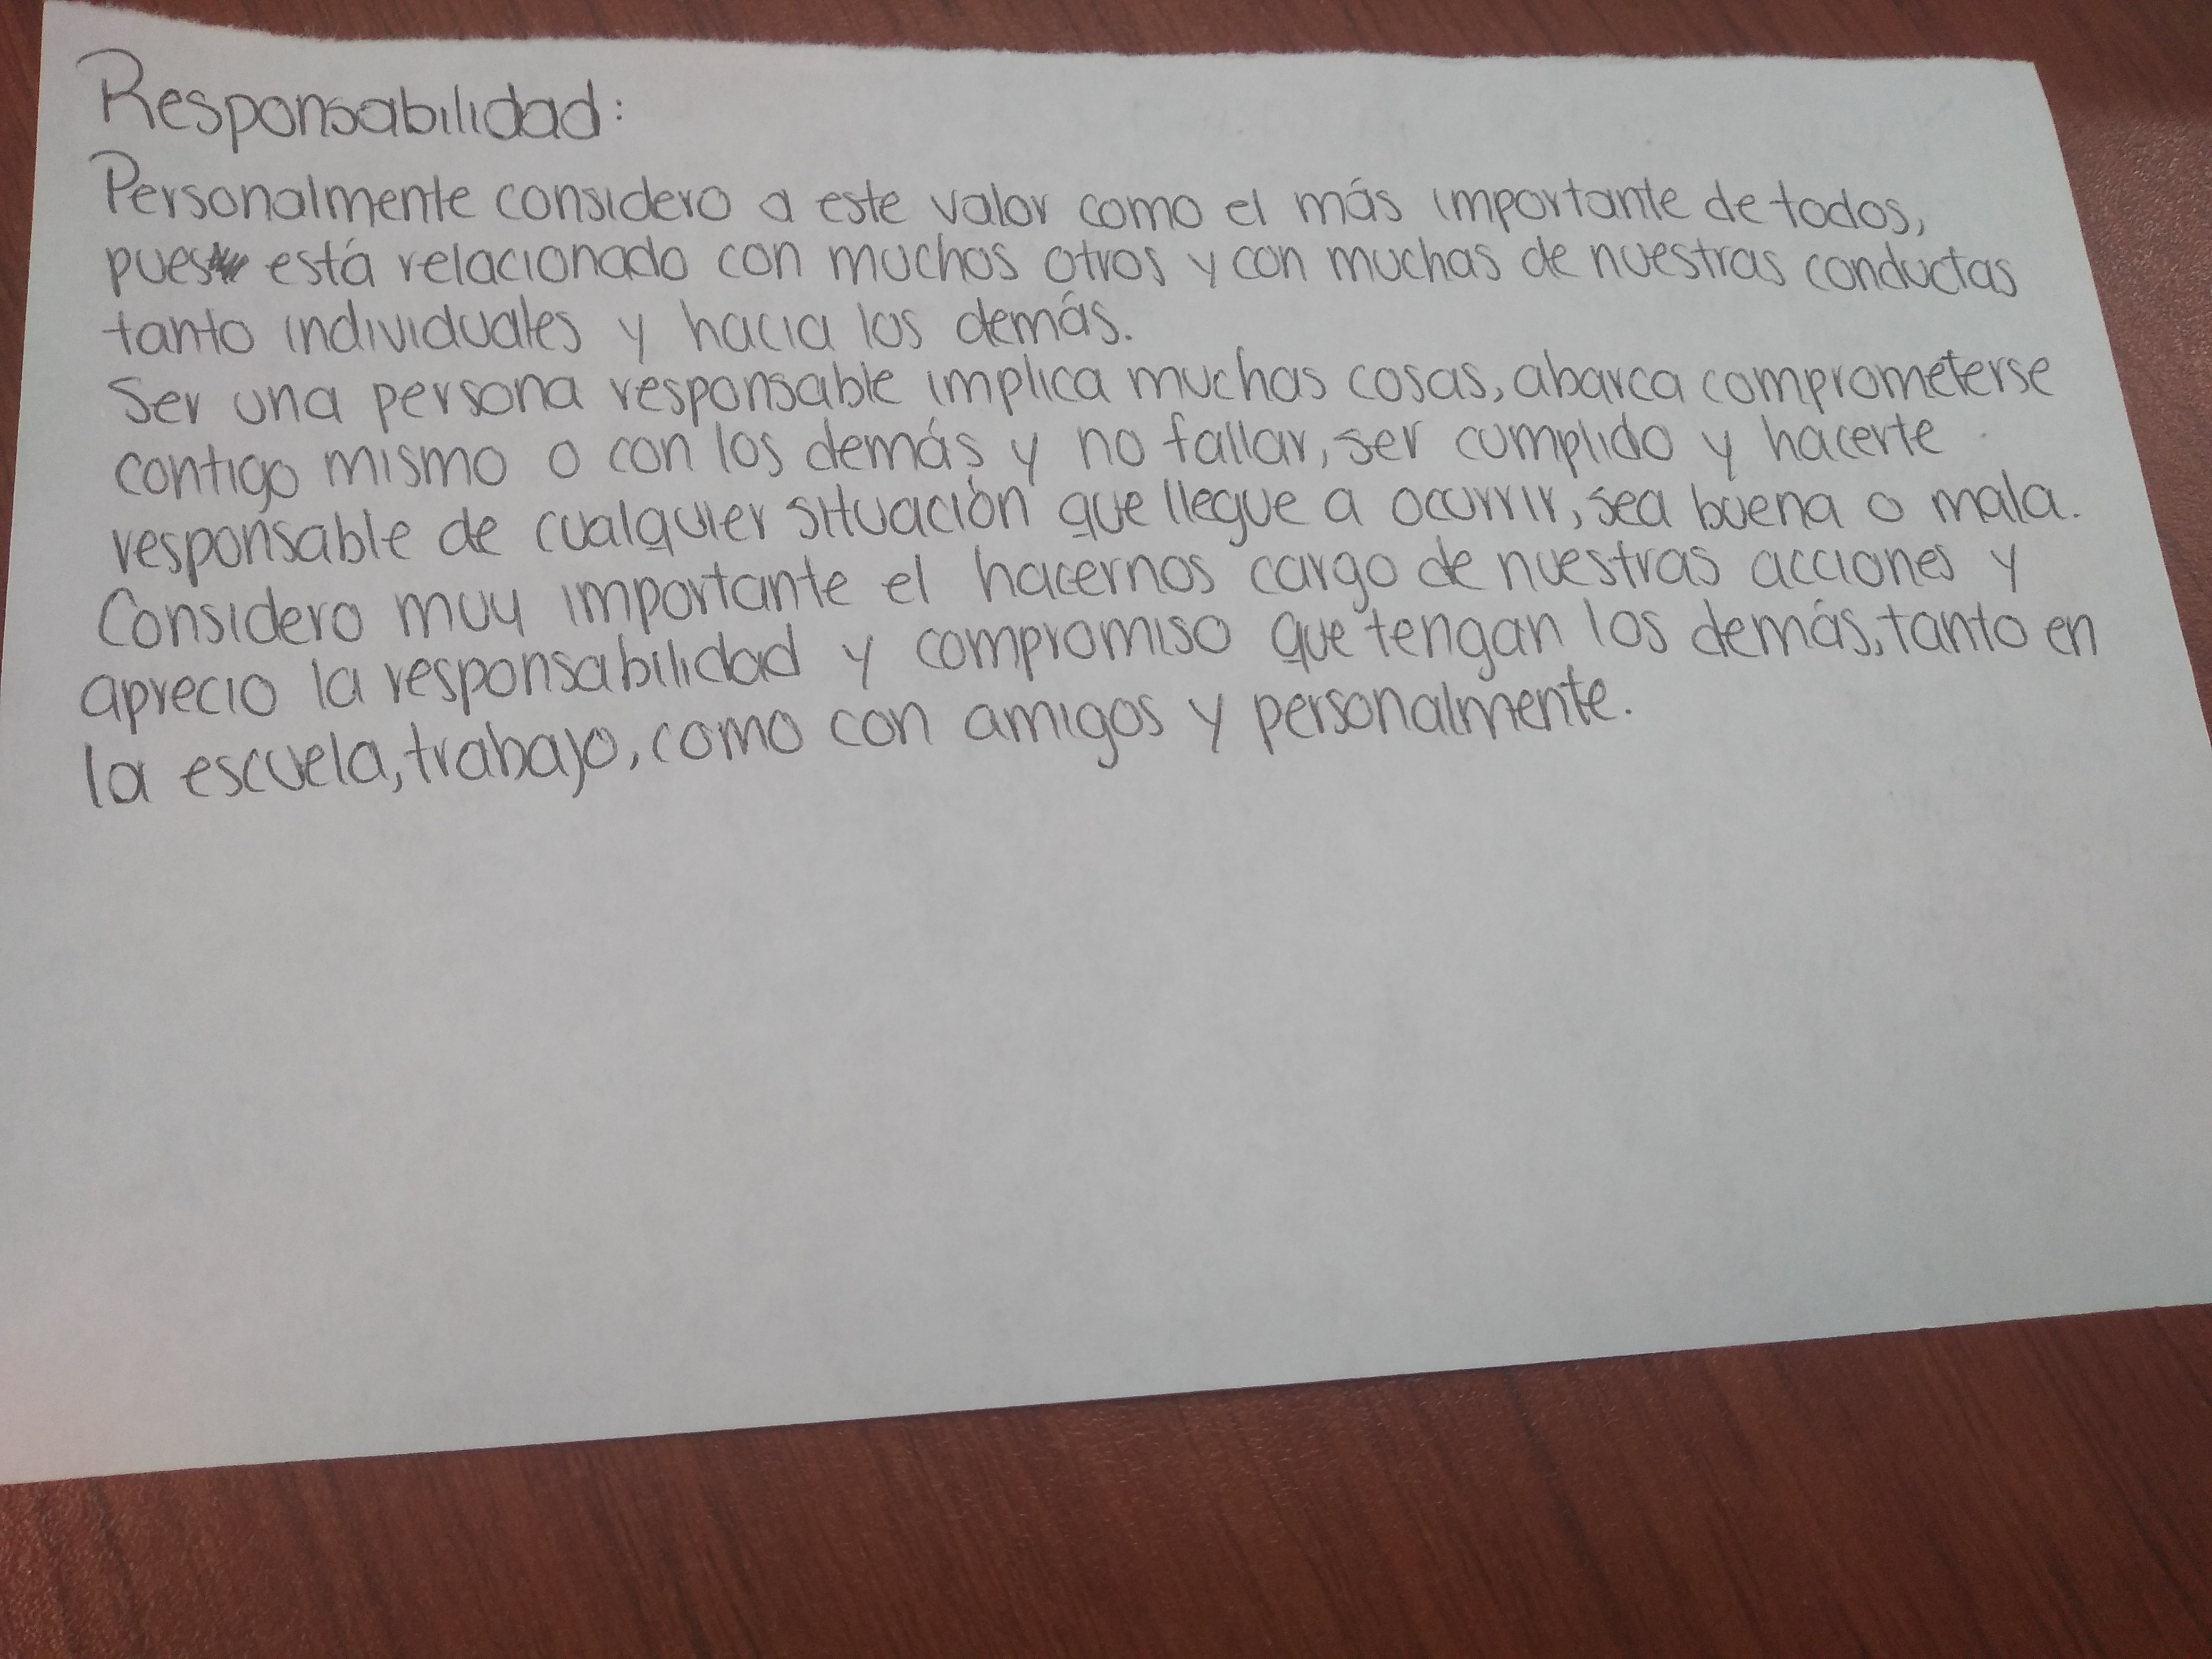 Responsabilidad:
Personalmente considero a este valor como el más importante de todos,
pues está relacionado con muchos otros y con muchas de nuestras conductas
tanto individuales y hacia los demás.
Ser una persona responsable implica muchas cosas, abarca comprometerse
contigo mismo o con los demás y no fallar, ser cumplido y hacerte
responsable de cualquier situación que llegue a ocurrir, sea buena o mala.
Considero muy importante el hacernos cargo de nuestras acciones y
aprecio la responsabilidad y compromiso que tengan los demás, tanto en
la escuela, trabajo, como con amigos y personalmente.